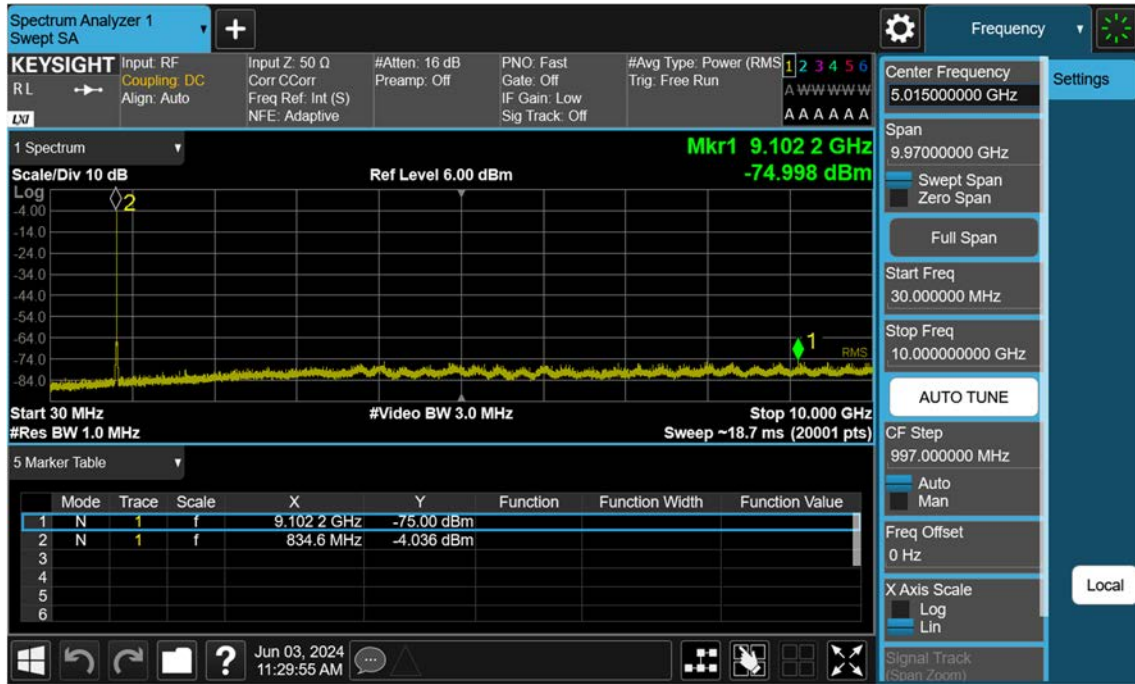 Spectrum Analyzer 1
Swept SA
Frequency
KEYSIGHT
RL
LXI
Input: RF
Coupling: DC
Align: Auto
Input Z: 50 Ω
Corr CCorr
Freq Ref: Int (S)
NFE: Adaptive
#Atten: 16 dB
Preamp: Off
PNO: Fast
Gate: Off
IF Gain: Low
Sig Track: Off
#Avg Type: Power (RMS
Trig: Free Run
1 2 3 4 5 6
A W W W W W
A A A A A A
1 Spectrum
Scale/Div 10 dB
Ref Level 6.00 dBm
Mkr1 9.102 2 GHz
-74.998 dBm
Log
-4.00
-14.0
-24.0
-34.0
-44.0
-54.0
-64.0
-74.0
-84.0
2
1
RMS
Start 30 MHz
#Video BW 3.0 MHz
Stop 10.000 GHz
#Res BW 1.0 MHz
Sweep ~18.7 ms (20001 pts)
5 Marker Table
Mode Trace Scale X Y Function Function Width Function Value
1 N 1 f 9.102 2 GHz -75.00 dBm
2 N 1 f 834.6 MHz -4.036 dBm
3
4
5
6
?
Jun 03, 2024
11:29:55 AM
Center Frequency
5.015000000 GHz
Settings
Span
9.97000000 GHz
Swept Span
Zero Span
Full Span
Start Freq
30.000000 MHz
Stop Freq
10.000000000 GHz
AUTO TUNE
CF Step
997.000000 MHz
Auto
Man
Freq Offset
0 Hz
X Axis Scale
Log
Lin
Local
Signal Track
(Span Zoom)